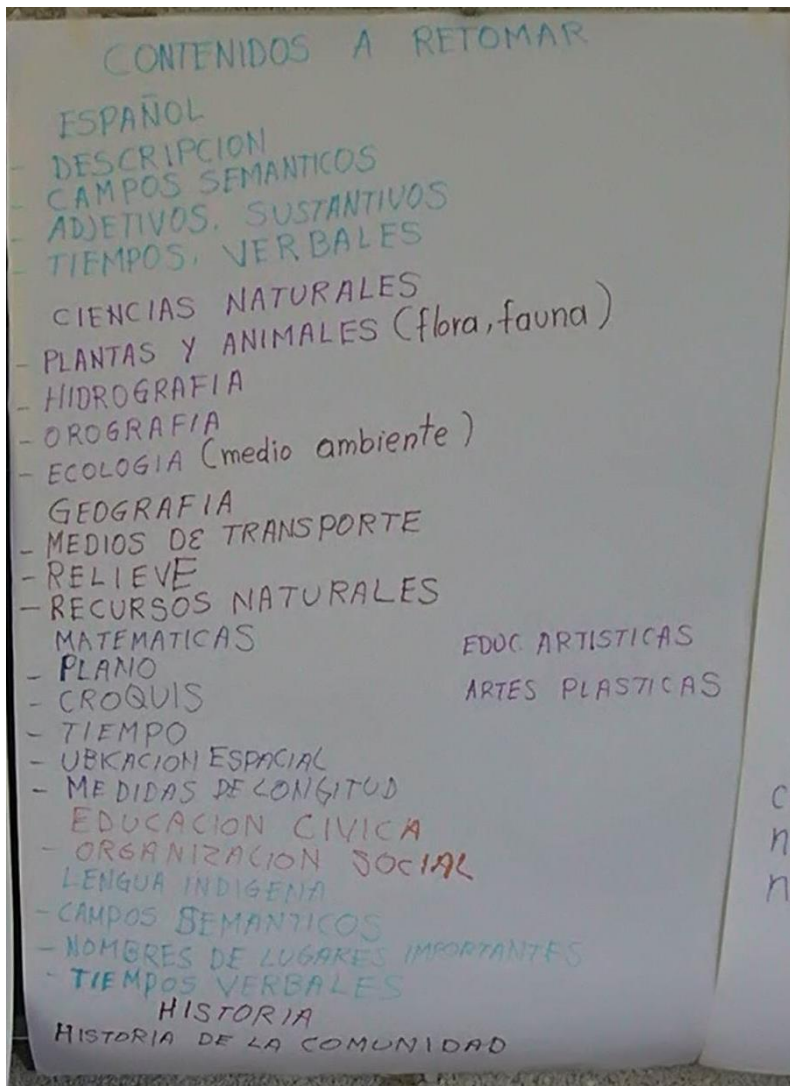 CONTENIDOS A RETOMAR
ESPAÑOL
- DESCRIPCION
- CAMPOS SEMANTICOS
- ADJETIVOS. SUSTANTIVOS
- TIEMPOS. VERBALES
CIENCIAS NATURALES
- PLANTAS Y ANIMALES (flora, fauna)
- HIDROGRAFIA
- OROGRAFIA
- ECOLOGIA (medio ambiente)
GEOGRAFIA
- MEDIOS DE TRANSPORTE
- RELIEVE
- RECURSOS NATURALES
MATEMATICAS
- PLANO
- CROQUIS
- TIEMPO
- UBICACION ESPACIAL
- MEDIDAS DE LONGITUD
EDUC ARTISTICAS
ARTES PLASTICAS
EDUCACION CIVICA
- ORGANIZACION SOCIAL
LENGUA INDIGENA
- CAMPOS SEMANTICOS
- NOMBRES DE LUGARES IMPORTANTES
- TIEMPOS VERBALES
HISTORIA
HISTORIA DE LA COMUNIDAD